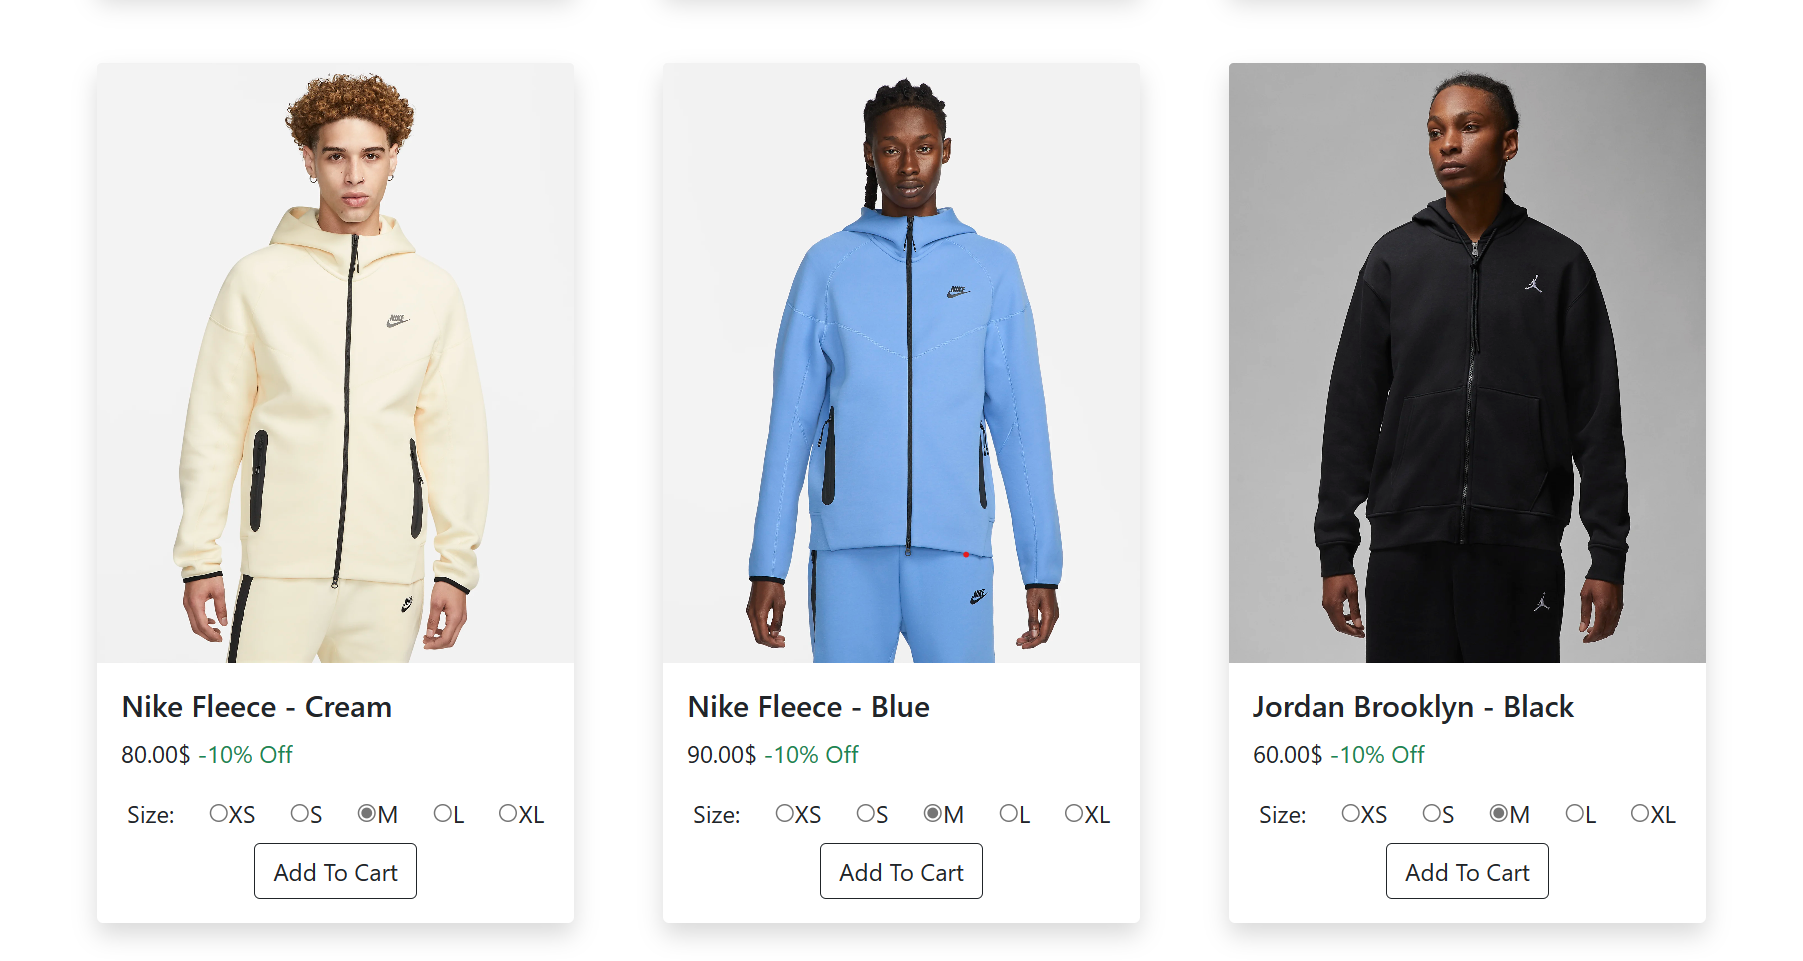 NIKE
NIKE
NIKE
Nike Fleece - Cream
80.00$ -10% Off
Size: XS S M L XL
Add To Cart
Nike Fleece - Blue
90.00$ -10% Off
Size: XS S M L XL
Add To Cart
Jordan Brooklyn - Black
60.00$ -10% Off
Size: XS S M L XL
Add To Cart